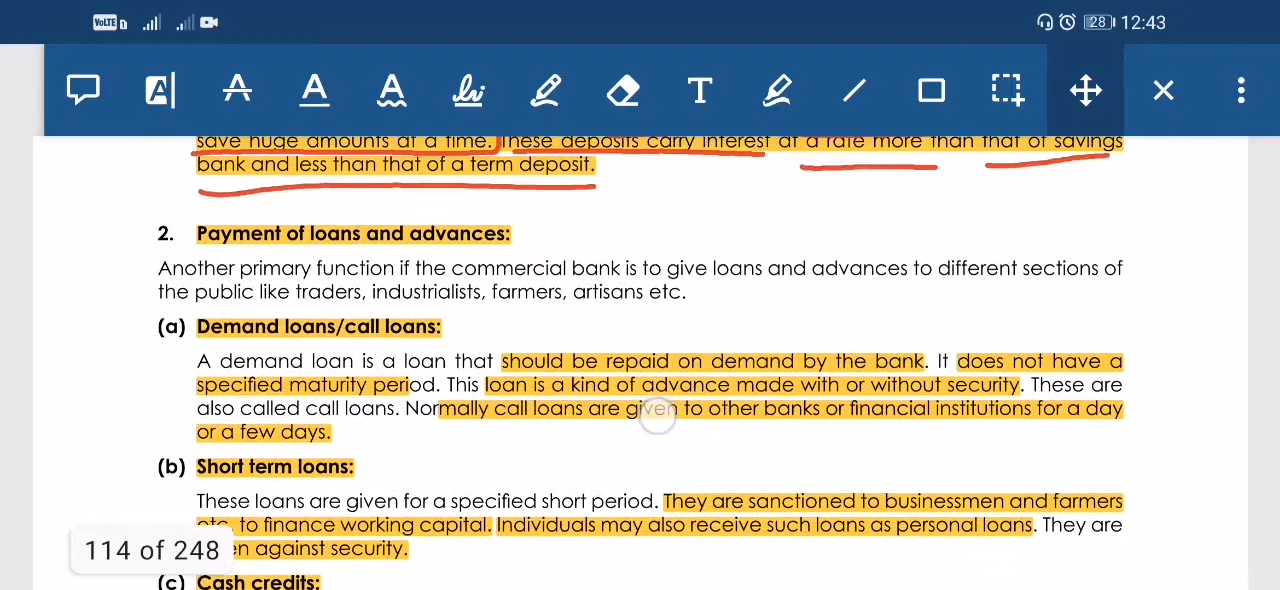 VoLTE 1 28 12:43
A A A A T
save huge amounts at a time. These deposits carry interest at a rate more than that of savings
bank and less than that of a term deposit.
2. Payment of loans and advances:
Another primary function if the commercial bank is to give loans and advances to different sections of
the public like traders, industrialists, farmers, artisans etc.
(a) Demand loans/call loans:
A demand loan is a loan that should be repaid on demand by the bank. It does not have a
specified maturity period. This loan is a kind of advance made with or without security. These are
also called call loans. Normally call loans are given to other banks or financial institutions for a day
or a few days.
(b) Short term loans:
These loans are given for a specified short period. They are sanctioned to businessmen and farmers
etc. to finance working capital. Individuals may also receive such loans as personal loans. They are
en against security.
114 of 248
(c) Cash credits: